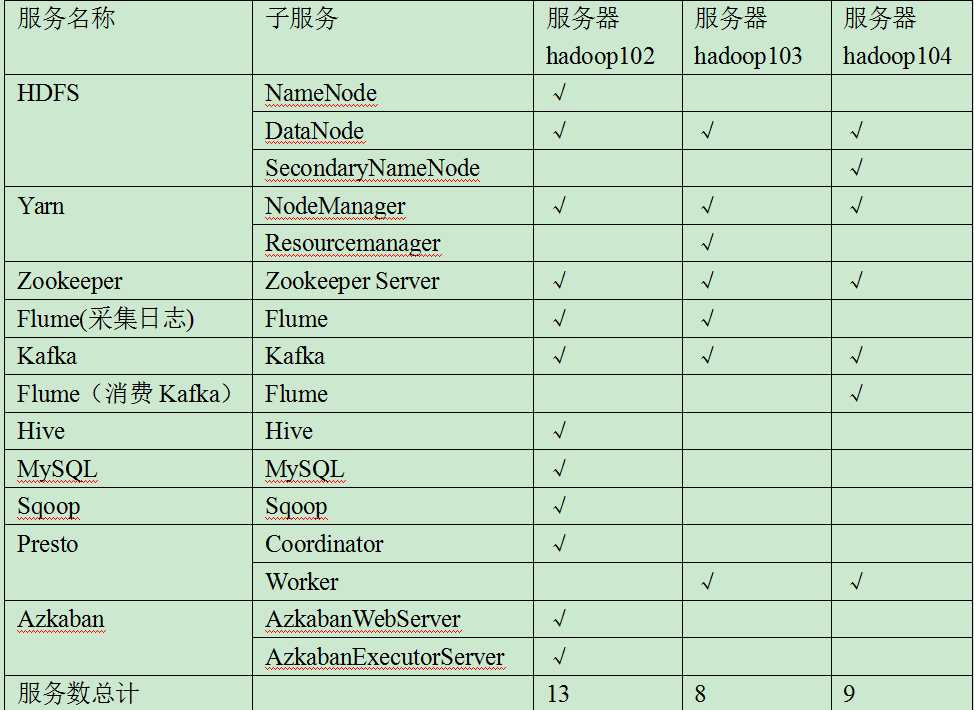 服务名称 子服务 服务器 服务器 服务器
hadoop102 hadoop103 hadoop104
HDFS NameNode √
DataNode √ √ √
SecondaryNameNode √
Yarn NodeManager √ √ √
Resourcemanager √
Zookeeper Zookeeper Server √ √ √
Flume(采集日志) Flume √ √
Kafka Kafka √ √ √
Flume（消费 Kafka） Flume √
Hive Hive √
MySQL MySQL √
Sqoop Sqoop √
Presto Coordinator √
Worker √ √
Azkaban AzkabanWebServer √
AzkabanExecutorServer √
服务数总计 13 8 9